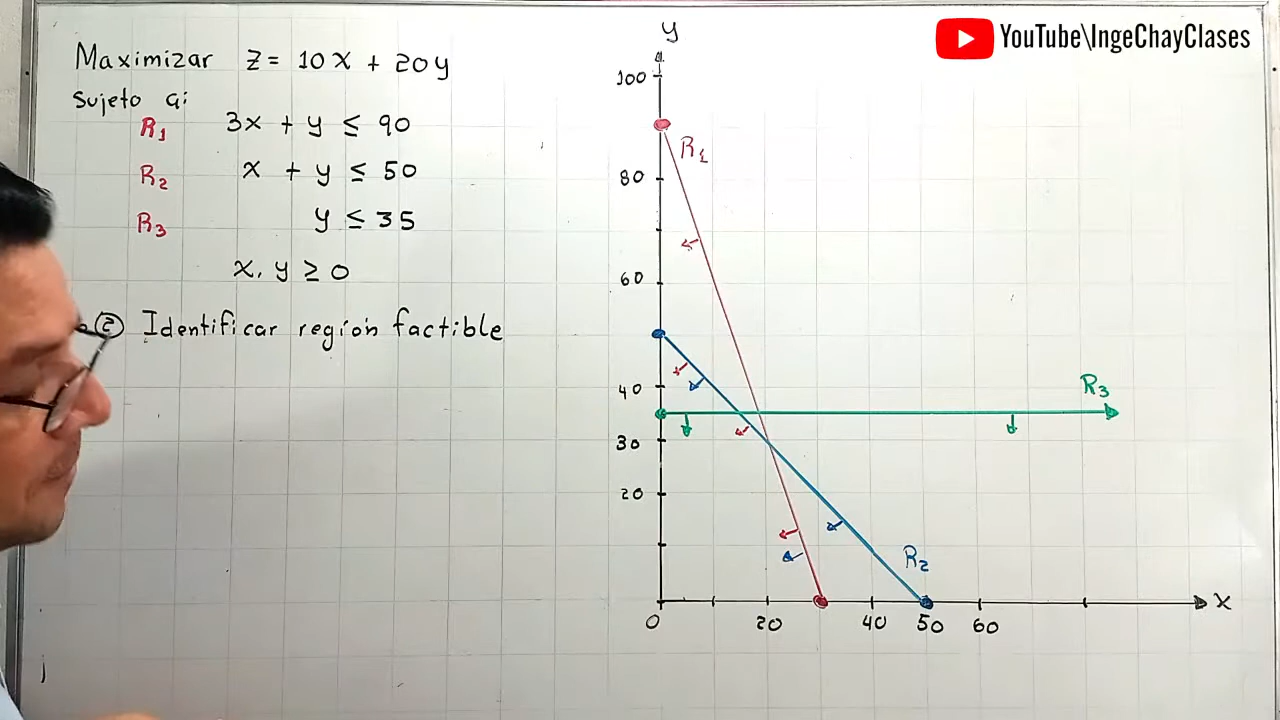 YouTube\IngeChayClases
Maximizar z = 10x + 20y
Sujeto a:
R1 3x + y ≤ 90
R2 x + y ≤ 50
R3 y ≤ 35
x, y ≥ 0
② Identificar región factible
y
100
80
60
40
30
20
R1
R3
R2
0 20 40 50 60
x